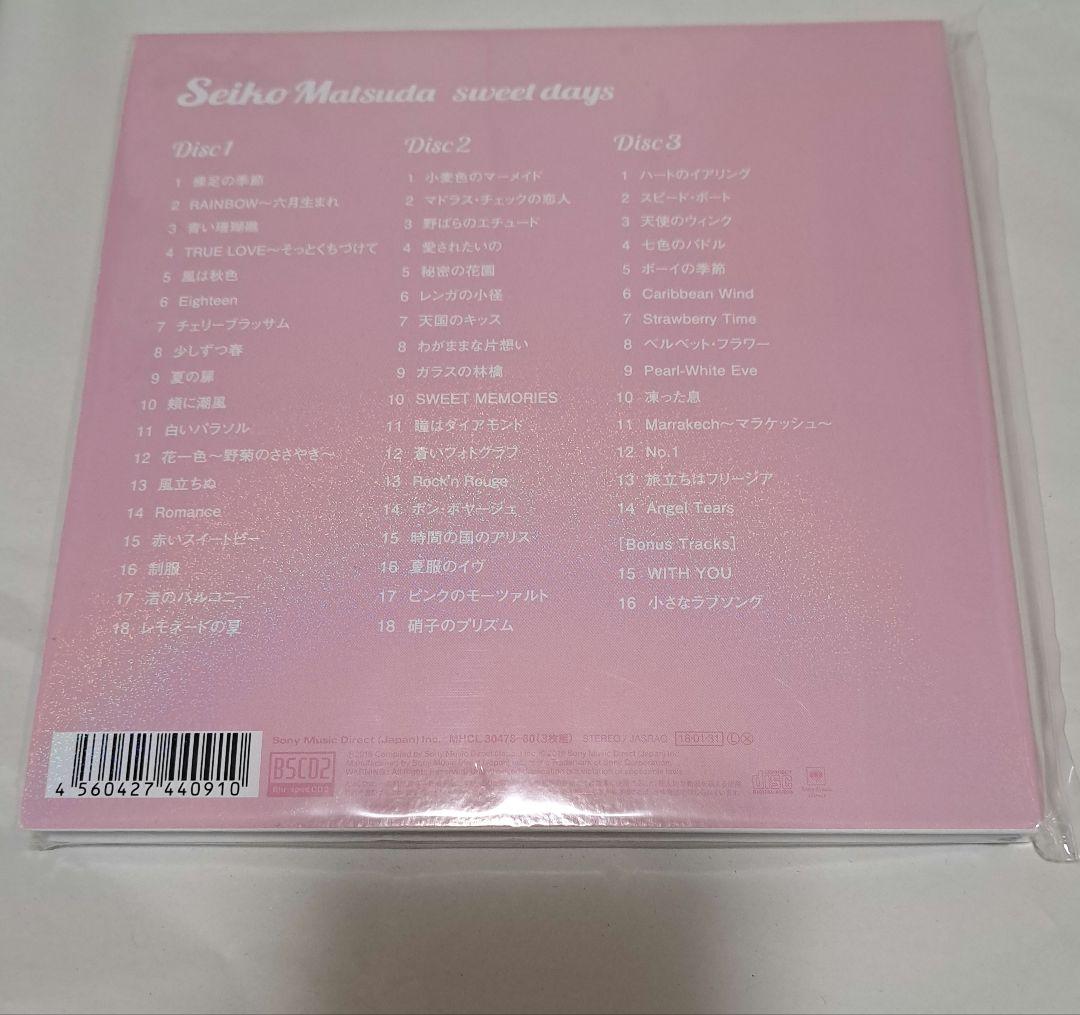 Seiko Matsuda sweet days
Disc 1
1 裸足の季節
2 RAINBOW〜六月生まれ
3 青い珊瑚礁
4 TRUE LOVE〜そっとくちづけて
5 風は秋色
6 Eighteen
7 チェリーブラッサム
8 少しずつ春
9 夏の扉
10 頬に潮風
11 白いパラソル
12 花一色〜野菊のささやき〜
13 風立ちぬ
14 Romance
15 赤いスイートピー
16 制服
17 渚のバルコニー
18 レモネードの夏
Disc 2
1 小麦色のマーメイド
2 マドラス・チェックの恋人
3 野ばらのエチュード
4 愛されたいの
5 秘密の花園
6 レンガの小径
7 天国のキッス
8 わがままな片想い
9 ガラスの林檎
10 SWEET MEMORIES
11 瞳はダイアモンド
12 蒼いフォトグラフ
13 Rock'n Rouge
14 ボン・ボヤージュ
15 時間の国のアリス
16 夏服のイヴ
17 ピンクのモーツァルト
18 硝子のプリズム
Disc 3
1 ハートのイアリング
2 スピード・ボート
3 天使のウィンク
4 七色のパドル
5 ボーイの季節
6 Caribbean Wind
7 Strawberry Time
8 ベルベット・フラワー
9 Pearl-White Eve
10 凍った息
11 Marrakech〜マラケッシュ〜
12 No.1
13 旅立ちはフリージア
14 Angel Tears
[Bonus Tracks]
15 WITH YOU
16 小さなラブソング
Sony Music Direct (Japan) Inc. MHCL 30478-80(3枚組) STEREO / JASRAC 18·01·31 Ⓛ Ⓧ
4 560427 440910
BSCD2
Blu-spec CD2